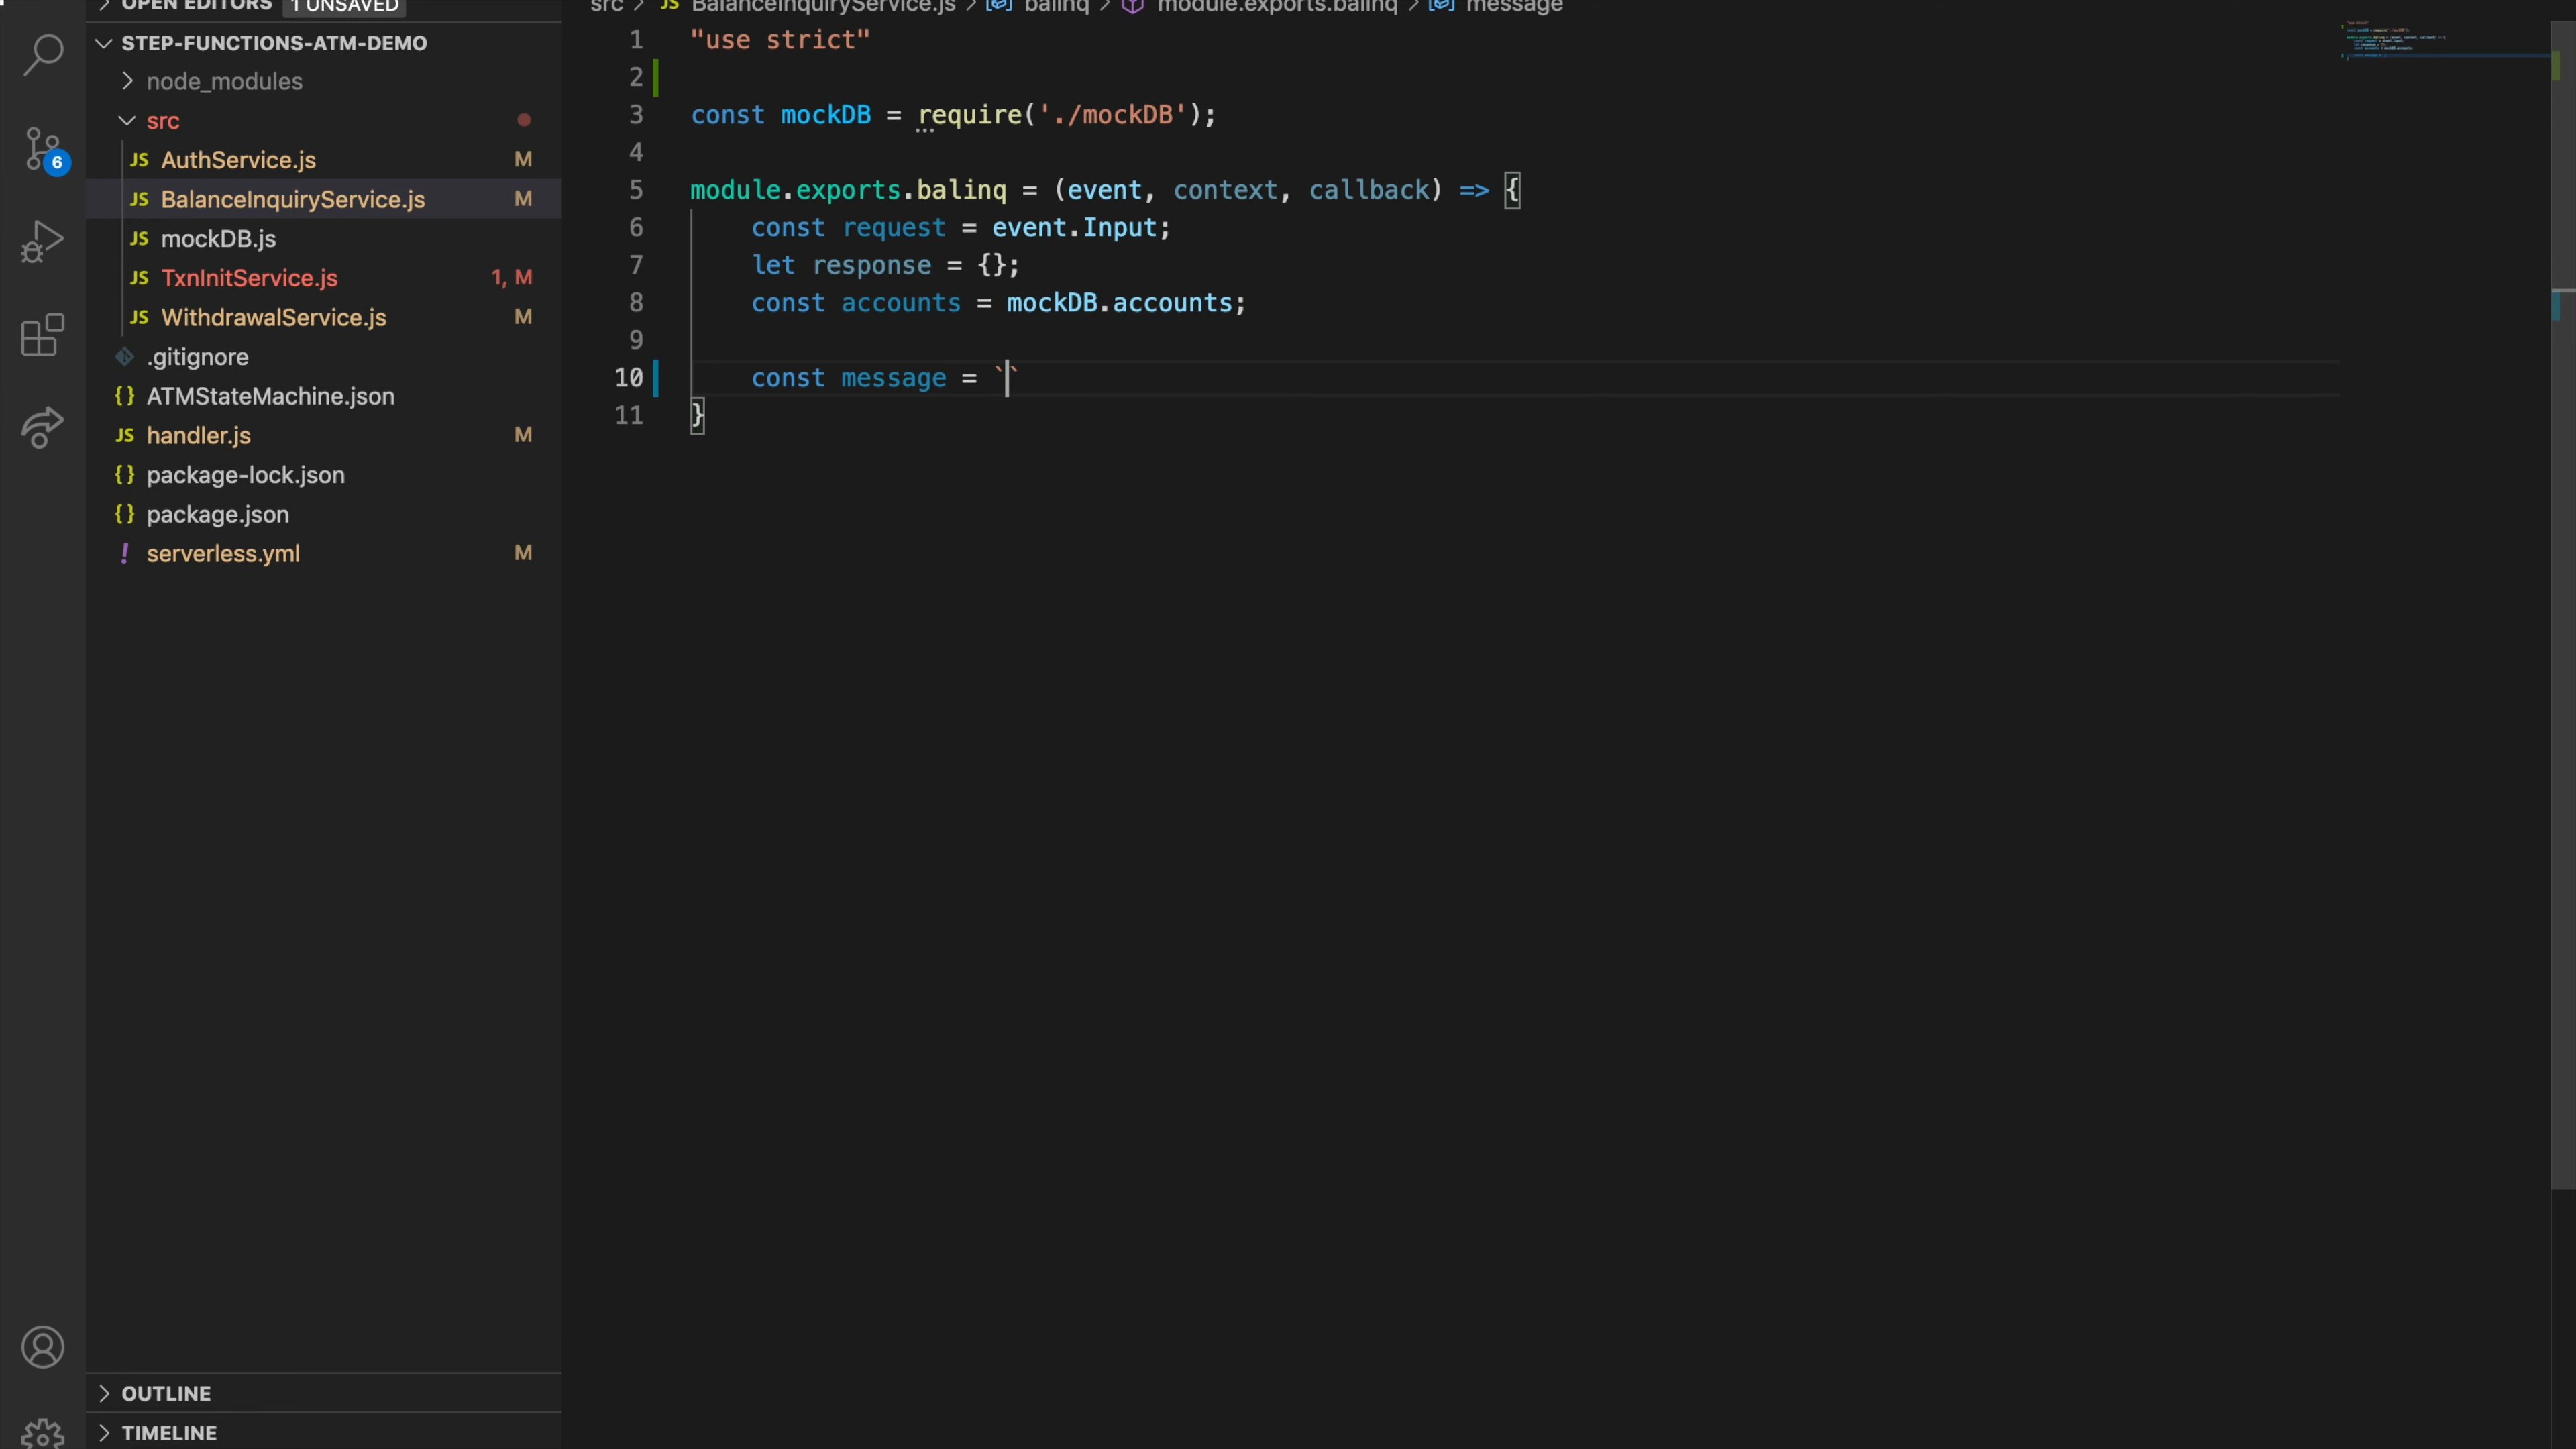 OPEN EDITORS 1 UNSAVED
src > JS BalanceInquiryService.js > balinq > module.exports.balinq > message
STEP-FUNCTIONS-ATM-DEMO
node_modules
src
JS AuthService.js M
JS BalanceInquiryService.js M
JS mockDB.js
JS TxnInitService.js 1, M
JS WithdrawalService.js M
.gitignore
{} ATMStateMachine.json
JS handler.js M
{} package-lock.json
{} package.json
! serverless.yml M
6
OUTLINE
TIMELINE
1 "use strict"
2
3 const mockDB = require('./mockDB');
4
5 module.exports.balinq = (event, context, callback) => {
6 const request = event.Input;
7 let response = {};
8 const accounts = mockDB.accounts;
9
10 const message = ``
11 }